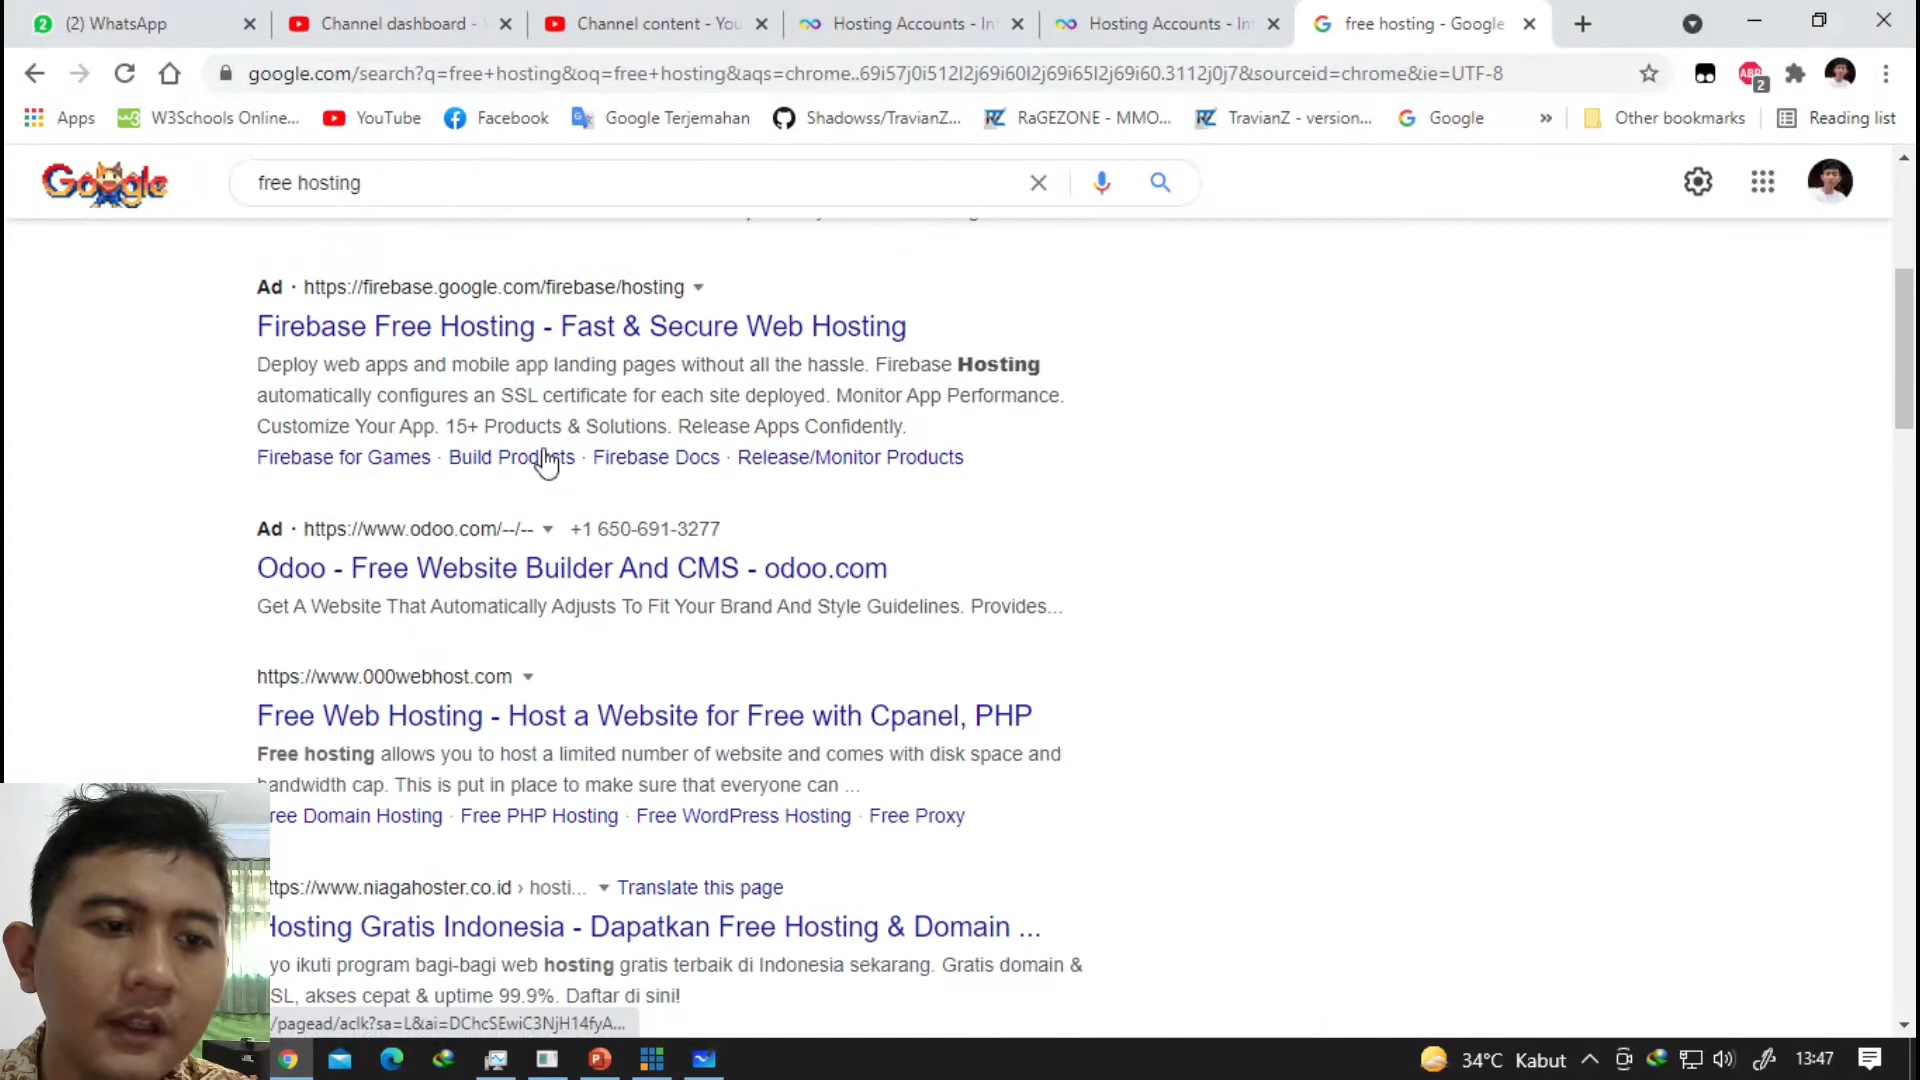 (2) WhatsApp
Channel dashboard -
Channel content - You
Hosting Accounts - In
Hosting Accounts - In
free hosting - Google
google.com/search?q=free+hosting&oq=free+hosting&aqs=chrome..69i57j0i512l2j69i60l2j69i65l2j69i60.3112j0j7&sourceid=chrome&ie=UTF-8
ABP
2
Apps
W3Schools Online...
YouTube
Facebook
Google Terjemahan
Shadowss/TravianZ...
RaGEZONE - MMO...
TravianZ - version...
Google
»
Other bookmarks
Reading list
Google
free hosting
Ad · https://firebase.google.com/firebase/hosting
Firebase Free Hosting - Fast & Secure Web Hosting
Deploy web apps and mobile app landing pages without all the hassle. Firebase Hosting
automatically configures an SSL certificate for each site deployed. Monitor App Performance.
Customize Your App. 15+ Products & Solutions. Release Apps Confidently.
Firebase for Games · Build Products · Firebase Docs · Release/Monitor Products
Ad · https://www.odoo.com/--/-- +1 650-691-3277
Odoo - Free Website Builder And CMS - odoo.com
Get A Website That Automatically Adjusts To Fit Your Brand And Style Guidelines. Provides...
https://www.000webhost.com
Free Web Hosting - Host a Website for Free with Cpanel, PHP
Free hosting allows you to host a limited number of website and comes with disk space and
bandwidth cap. This is put in place to make sure that everyone can ...
ree Domain Hosting · Free PHP Hosting · Free WordPress Hosting · Free Proxy
ttps://www.niagahoster.co.id › hosti... Translate this page
Hosting Gratis Indonesia - Dapatkan Free Hosting & Domain ...
yo ikuti program bagi-bagi web hosting gratis terbaik di Indonesia sekarang. Gratis domain &
SL, akses cepat & uptime 99.9%. Daftar di sini!
/pagead/aclk?sa=L&ai=DChcSEwiC3NjH14fyA...
34°C Kabut
13:47